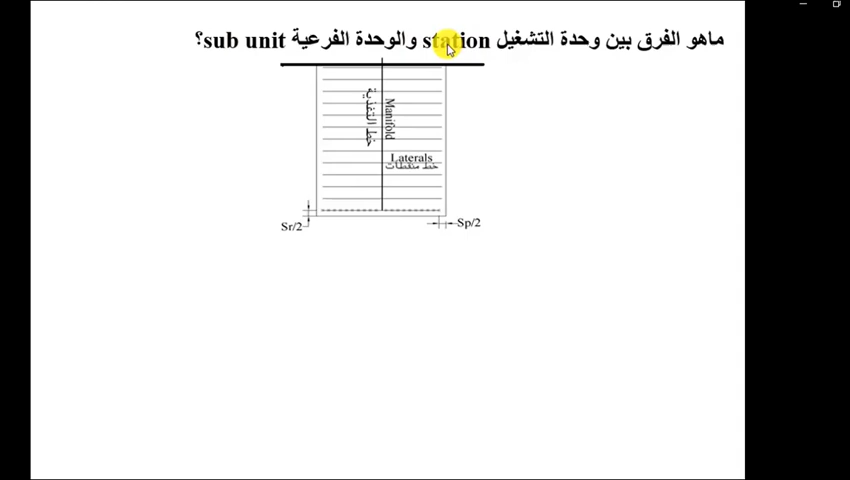 ماهو الفرق بين وحدة التشغيل station والوحدة الفرعية sub unit؟
Manifold
خط التغذية
Laterals
خط منقطات
Sr/2
Sp/2